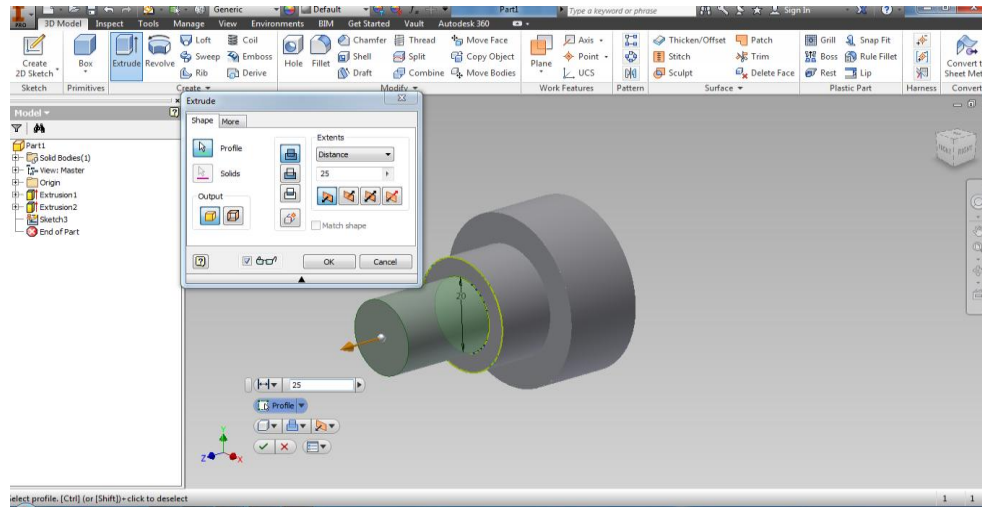 Generic Default Part1 Type a keyword or phrase Sign In
PRO 3D Model Inspect Tools Manage View Environments BIM Get Started Vault Autodesk 360
Create 2D Sketch Box Extrude Revolve Loft Sweep Rib Coil Emboss Derive Hole Fillet Chamfer Shell Draft Thread Split Combine Move Face Copy Object Move Bodies Plane Axis Point UCS Thicken/Offset Stitch Sculpt Patch Trim Delete Face Grill Boss Rest Snap Fit Rule Fillet Lip Convert t Sheet Met
Sketch Primitives Create Modify Work Features Pattern Surface Plastic Part Harness Convert
Model
Part1
Solid Bodies(1)
View: Master
Origin
Extrusion1
Extrusion2
Sketch3
End of Part
Extrude
Shape More
Profile
Solids
Output
Extents
Distance
25
Match shape
OK Cancel
20
25
Profile
Y
Z X
FRONT RIGHT
elect profile. [Ctrl] (or [Shift])+click to deselect 1 1